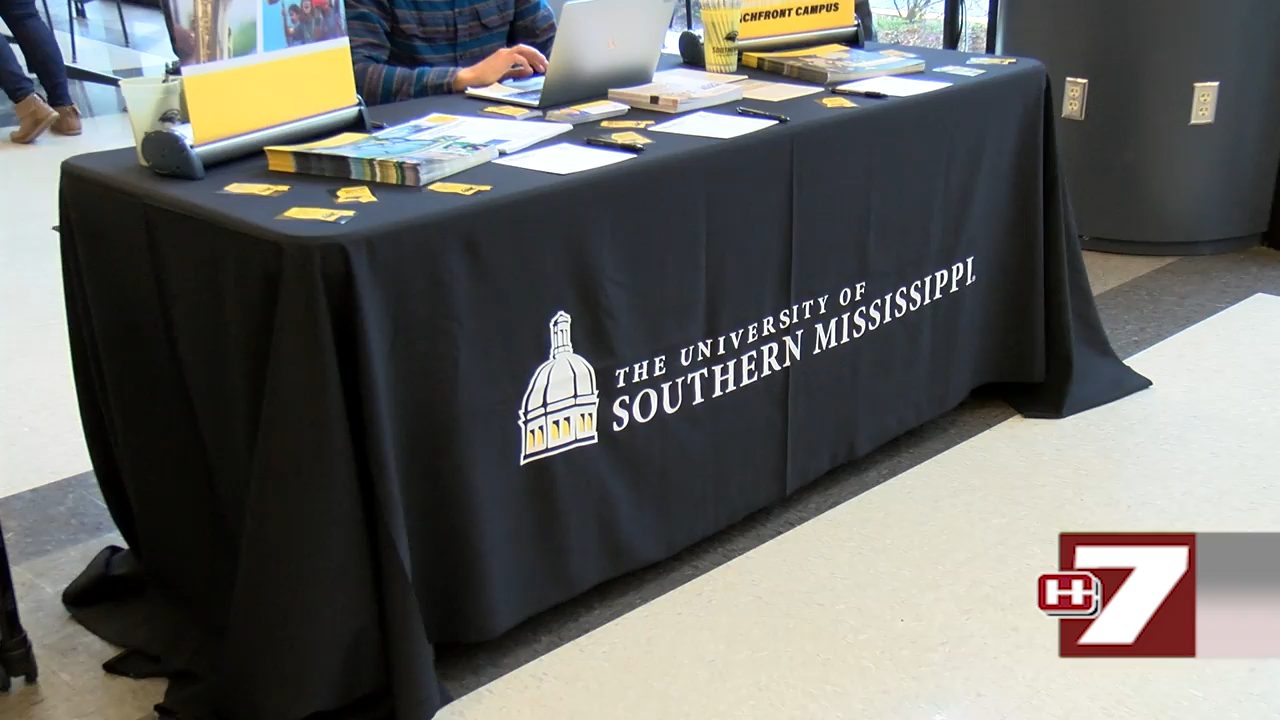 CHFRONT CAMPUS
THE UNIVERSITY OF
SOUTHERN MISSISSIPPI
H
7